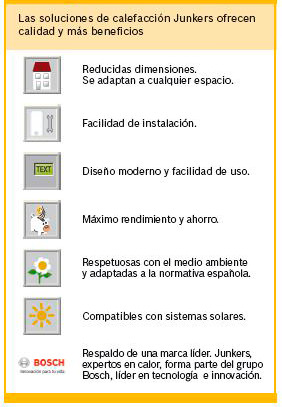 Las soluciones de calefacción Junkers ofrecen
calidad y más beneficios
Reducidas dimensiones.
Se adaptan a cualquier espacio.
Facilidad de instalación.
TEXT
Diseño moderno y facilidad de uso.
Máximo rendimiento y ahorro.
Respetuosas con el medio ambiente
y adaptadas a la normativa española.
Compatibles con sistemas solares.
BOSCH
Innovación para tu vida
Respaldo de una marca líder. Junkers,
expertos en calor, forma parte del grupo
Bosch, líder en tecnología e innovación.